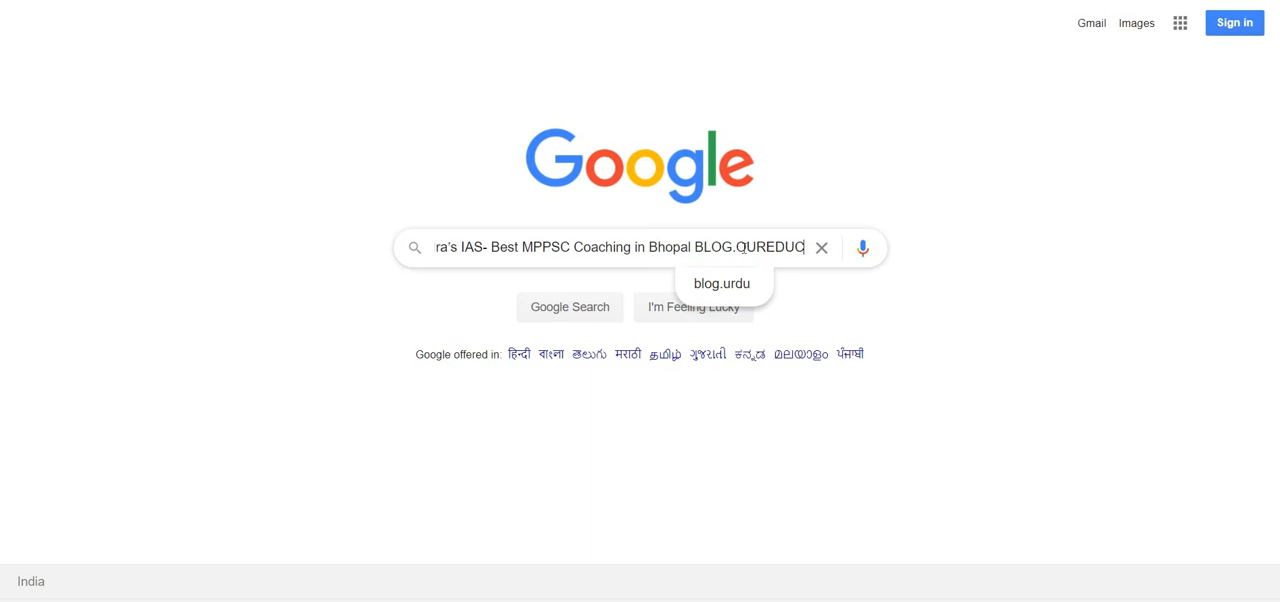 Gmail Images Sign in
Google
ra's IAS- Best MPPSC Coaching in Bhopal BLOG.OUREDUC
blog.urdu
Google Search I'm Feeling Lucky
Google offered in: हिन्दी বাংলা తెలుగు मराठी தமிழ் ગુજરાતી ಕನ್ನಡ മലയാളം ਪੰਜਾਬੀ
India